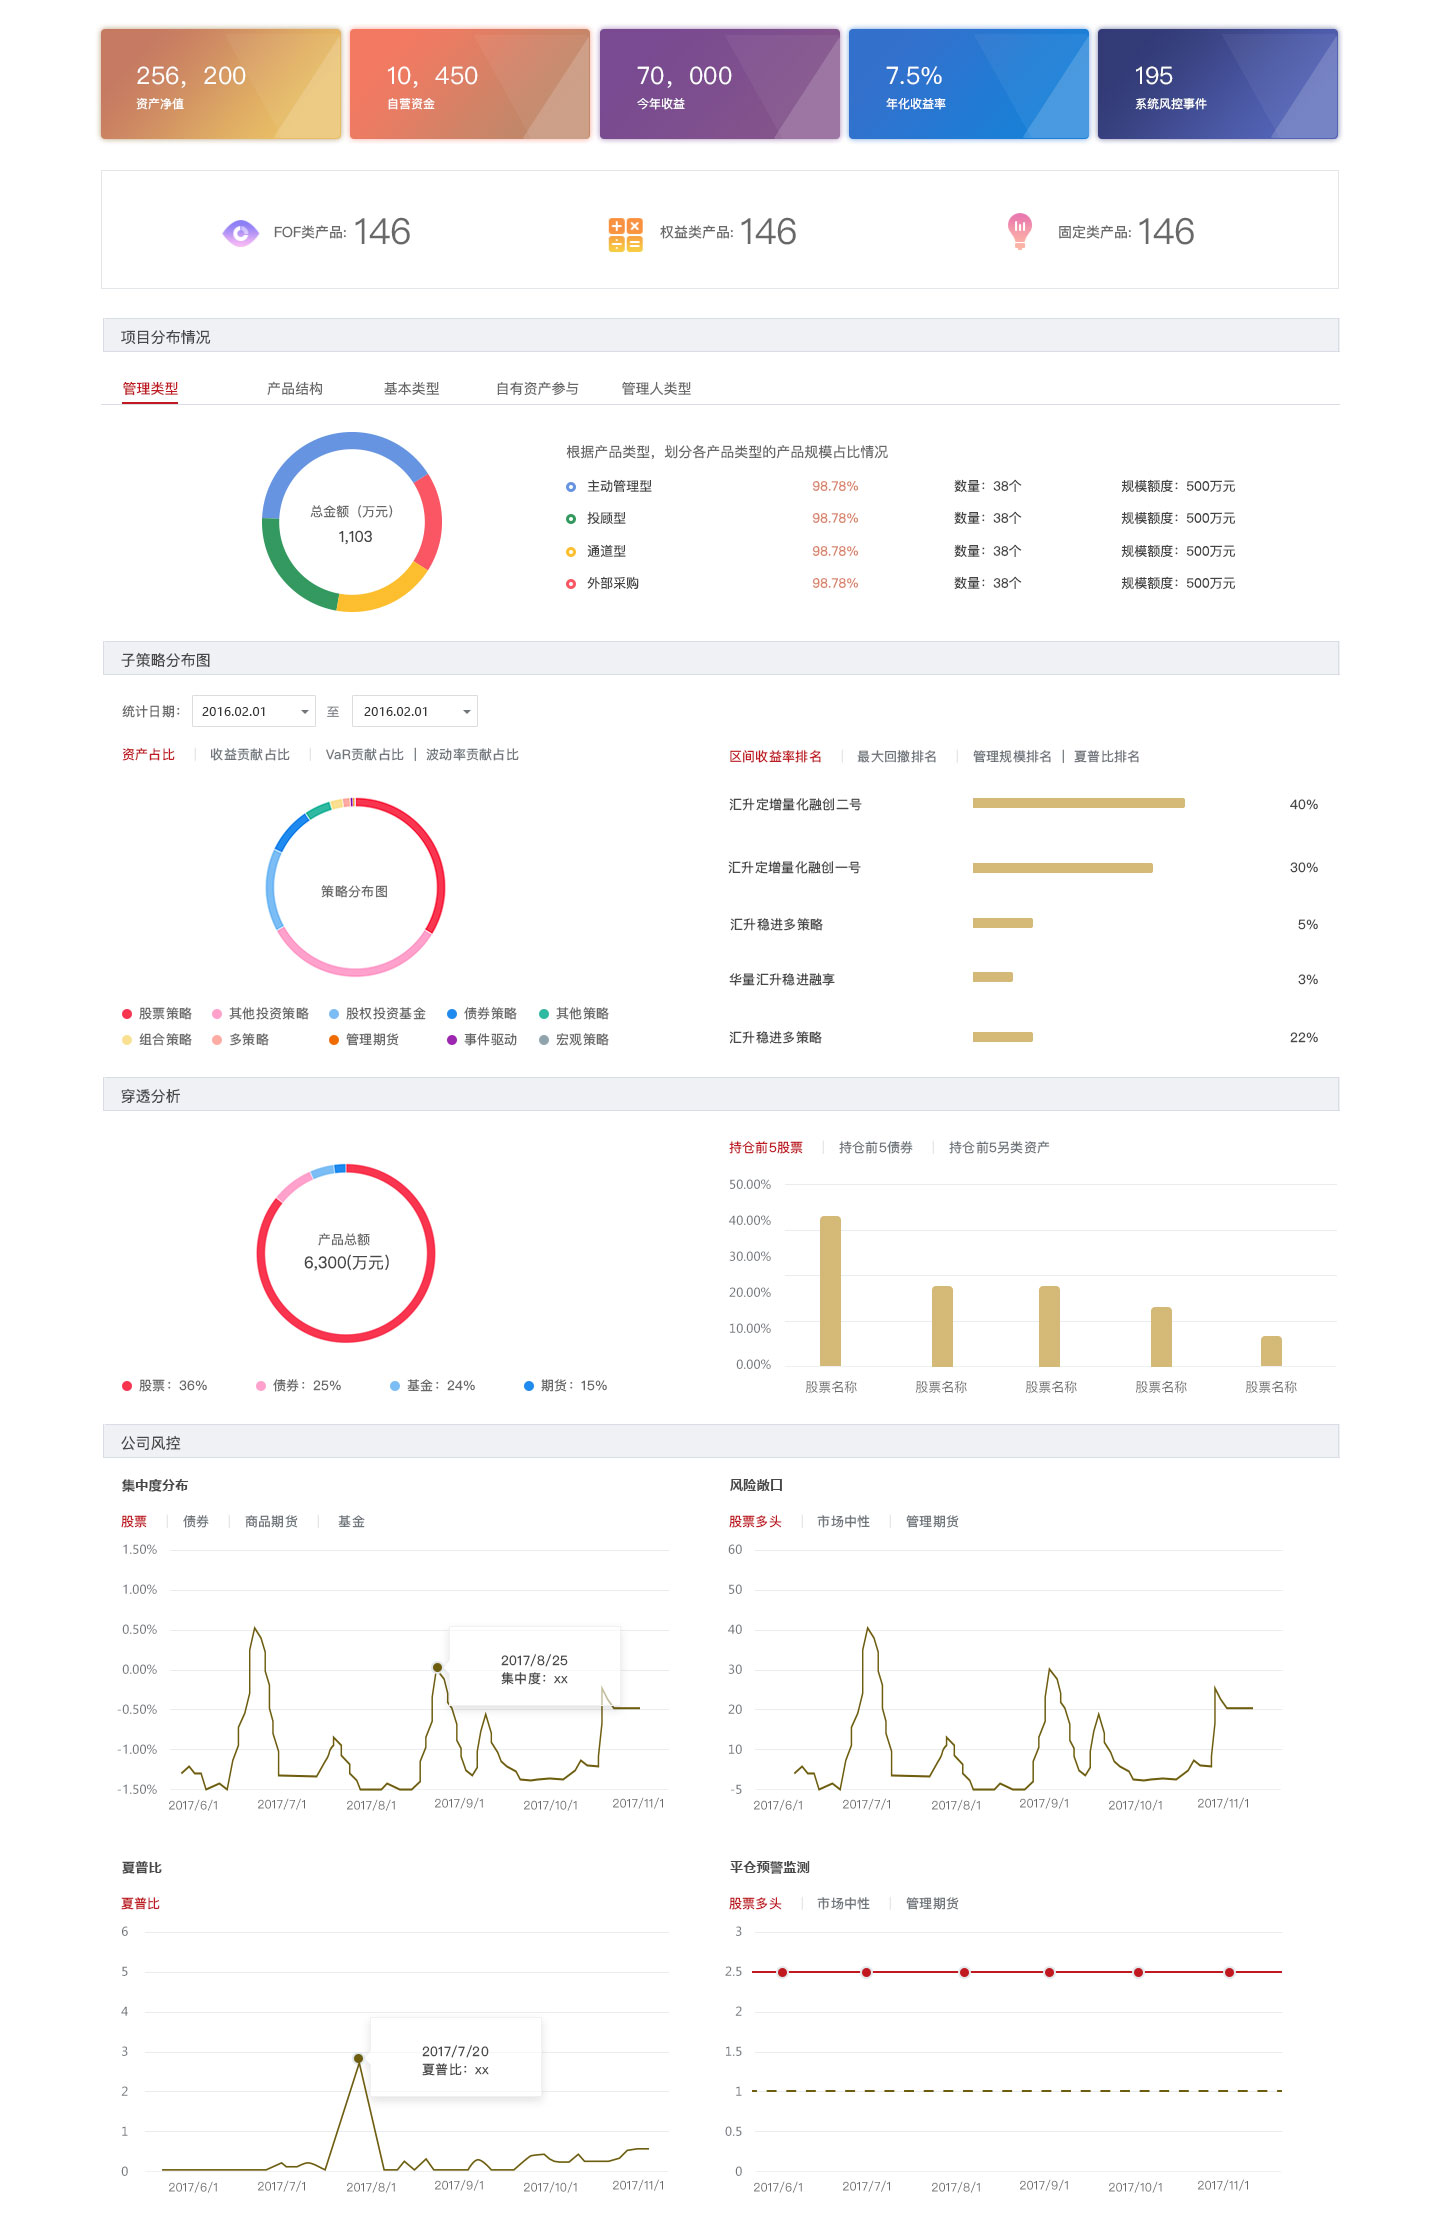 256，200
资产净值
10，450
自营资金
70，000
今年收益
7.5%
年化收益率
195
系统风控事件
FOF类产品: 146
权益类产品: 146
固定类产品: 146
项目分布情况
管理类型 产品结构 基本类型 自有资产参与 管理人类型
总金额（万元）
1,103
根据产品类型，划分各产品类型的产品规模占比情况
主动管理型 98.78% 数量：38个 规模额度：500万元
投顾型 98.78% 数量：38个 规模额度：500万元
通道型 98.78% 数量：38个 规模额度：500万元
外部采购 98.78% 数量：38个 规模额度：500万元
子策略分布图
统计日期： 2016.02.01 至 2016.02.01
资产占比 | 收益贡献占比 | VaR贡献占比 | 波动率贡献占比
策略分布图
股票策略 其他投资策略 股权投资基金 债券策略 其他策略
组合策略 多策略 管理期货 事件驱动 宏观策略
区间收益率排名 | 最大回撤排名 | 管理规模排名 | 夏普比排名
汇升定增量化融创二号 40%
汇升定增量化融创一号 30%
汇升稳进多策略 5%
华量汇升稳进融享 3%
汇升稳进多策略 22%
穿透分析
产品总额
6,300(万元)
股票：36% 债券：25% 基金：24% 期货：15%
持仓前5股票 | 持仓前5债券 | 持仓前5另类资产
50.00%
40.00%
30.00%
20.00%
10.00%
0.00%
股票名称 股票名称 股票名称 股票名称 股票名称
公司风控
集中度分布
股票 | 债券 | 商品期货 | 基金
1.50%
1.00%
0.50%
0.00%
-0.50%
-1.00%
-1.50%
2017/8/25
集中度：xx
2017/6/1 2017/7/1 2017/8/1 2017/9/1 2017/10/1 2017/11/1
风险敞口
股票多头 | 市场中性 | 管理期货
60
50
40
30
20
10
-5
2017/6/1 2017/7/1 2017/8/1 2017/9/1 2017/10/1 2017/11/1
夏普比
夏普比
6
5
4
3
2
1
0
2017/7/20
夏普比：xx
2017/6/1 2017/7/1 2017/8/1 2017/9/1 2017/10/1 2017/11/1
平仓预警监测
股票多头 | 市场中性 | 管理期货
3
2.5
2
1.5
1
0.5
0
2017/6/1 2017/7/1 2017/8/1 2017/9/1 2017/10/1 2017/11/1